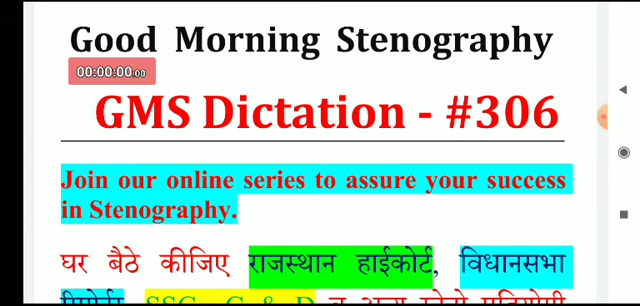 Good Morning Stenography
00:00:00:00
GMS Dictation - #306
Join our online series to assure your success
in Stenography.
घर बैठे कीजिए राजस्थान हाईकोर्ट, विधानसभा